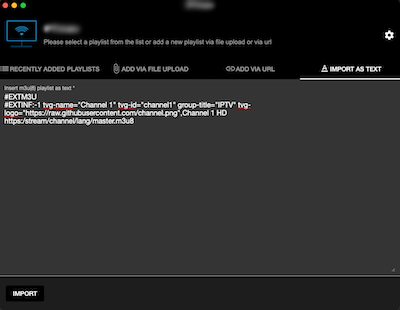 Please select a playlist from the list or add a new playlist via file upload or via url
RECENTLY ADDED PLAYLISTS
ADD VIA FILE UPLOAD
ADD VIA URL
IMPORT AS TEXT
Insert m3u(8) playlist as text *
#EXTM3U
#EXTINF:-1 tvg-name="Channel 1" tvg-id="channel1" group-title="IPTV" tvg-
logo="https://raw.githubusercontent.com/channel.png",Channel 1 HD
https:/stream/channel/lang/master.m3u8
IMPORT